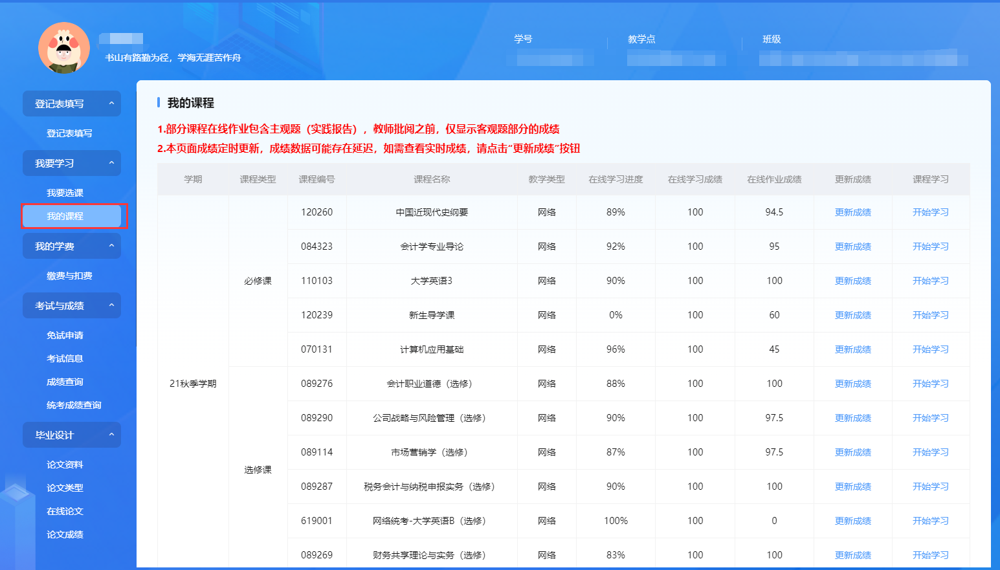 书山有路勤为径，学海无涯苦作舟
学号
教学点
班级
登记表填写
登记表填写
我要学习
我要选课
我的课程
我的学费
缴费与扣费
考试与成绩
免试申请
考试信息
成绩查询
统考成绩查询
毕业设计
论文资料
论文类型
在线论文
论文成绩
我的课程
1.部分课程在线作业包含主观题（实践报告），教师批阅之前，仅显示客观题部分的成绩
2.本页面成绩定时更新，成绩数据可能存在延迟，如需查看实时成绩，请点击“更新成绩”按钮
学期 课程类型 课程编号 课程名称 教学类型 在线学习进度 在线学习成绩 在线作业成绩 更新成绩 课程学习
120260 中国近现代史纲要 网络 89% 100 94.5 更新成绩 开始学习
084323 会计学专业导论 网络 92% 100 95 更新成绩 开始学习
必修课 110103 大学英语3 网络 90% 100 100 更新成绩 开始学习
120239 新生导学课 网络 0% 100 60 更新成绩 开始学习
070131 计算机应用基础 网络 96% 100 45 更新成绩 开始学习
21秋季学期 089276 会计职业道德（选修） 网络 88% 100 100 更新成绩 开始学习
089290 公司战略与风险管理（选修） 网络 90% 100 97.5 更新成绩 开始学习
089114 市场营销学（选修） 网络 87% 100 97.5 更新成绩 开始学习
选修课
089287 税务会计与纳税申报实务（选修） 网络 90% 100 100 更新成绩 开始学习
619001 网络统考-大学英语B（选修） 网络 100% 100 0 更新成绩 开始学习
089269 财务共享理论与实务（选修） 网络 83% 100 100 更新成绩 开始学习